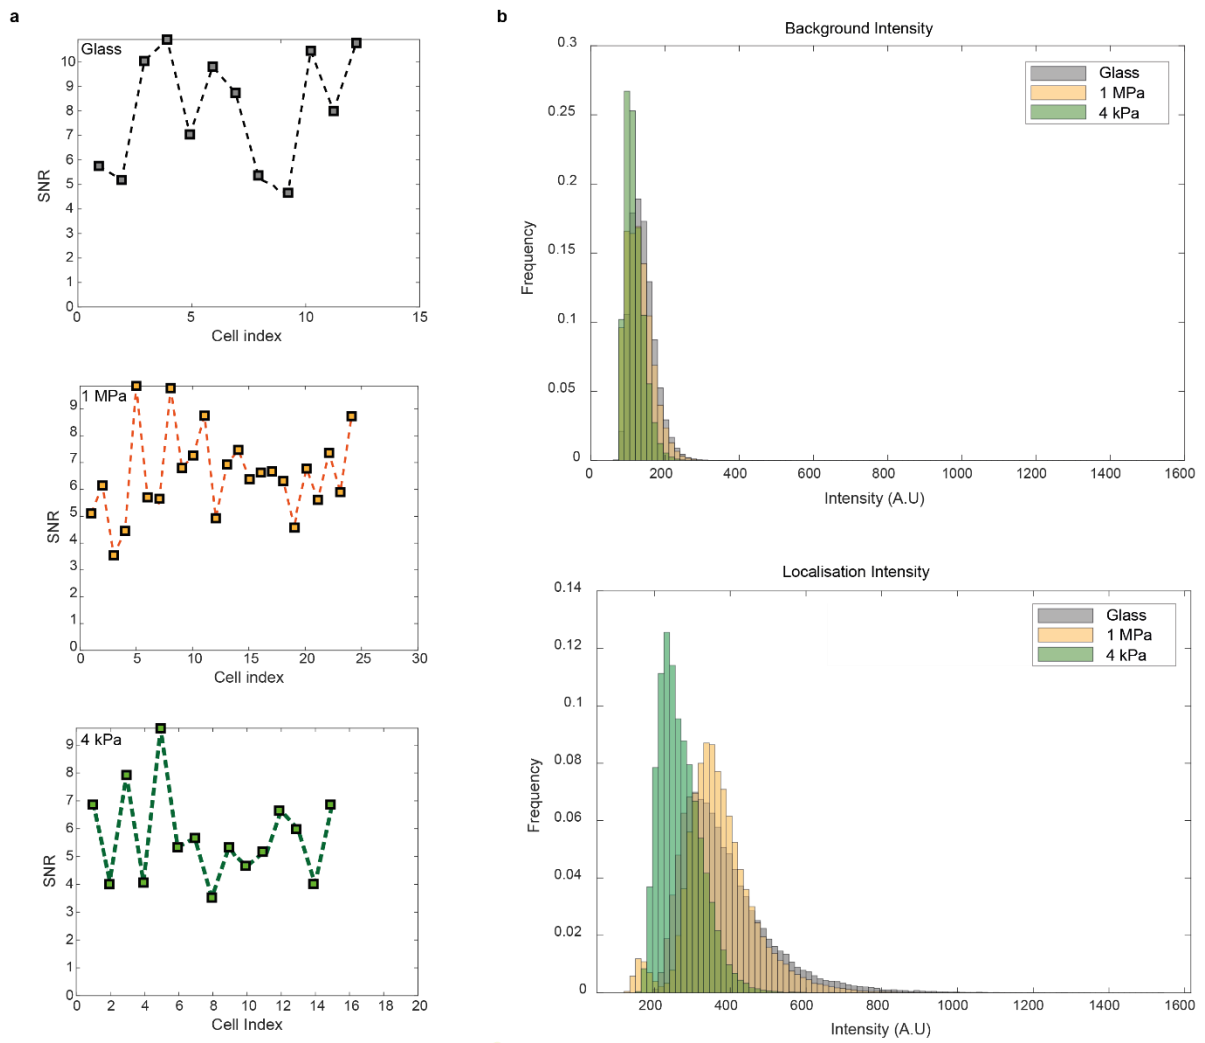 a
Glass
10
9
8
7
6
5
4
3
2
1
0
SNR
0 5 10 15
Cell index
1 MPa
9
8
7
6
5
4
3
2
1
0
SNR
0 5 10 15 20 25 30
Cell index
4 kPa
9
8
7
6
5
4
3
2
1
0
SNR
0 2 4 6 8 10 12 14 16 18 20
Cell Index
b
Background Intensity
0.3
0.25
0.2
0.15
0.1
0.05
0
Frequency
Glass
1 MPa
4 kPa
0 200 400 600 800 1000 1200 1400 1600
Intensity (A.U)
Localisation Intensity
0.14
0.12
0.1
0.08
0.06
0.04
0.02
0
Frequency
Glass
1 MPa
4 kPa
200 400 600 800 1000 1200 1400 1600
Intensity (A.U)